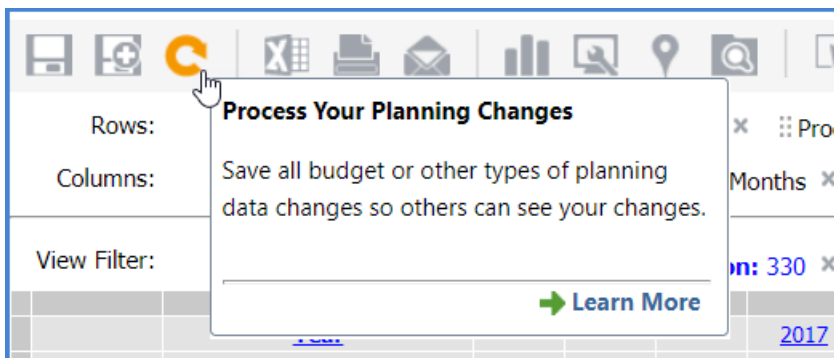 Rows:
Process Your Planning Changes
Columns:
Save all budget or other types of planning
data changes so others can see your changes.
Months
View Filter:
330
Learn More
2017